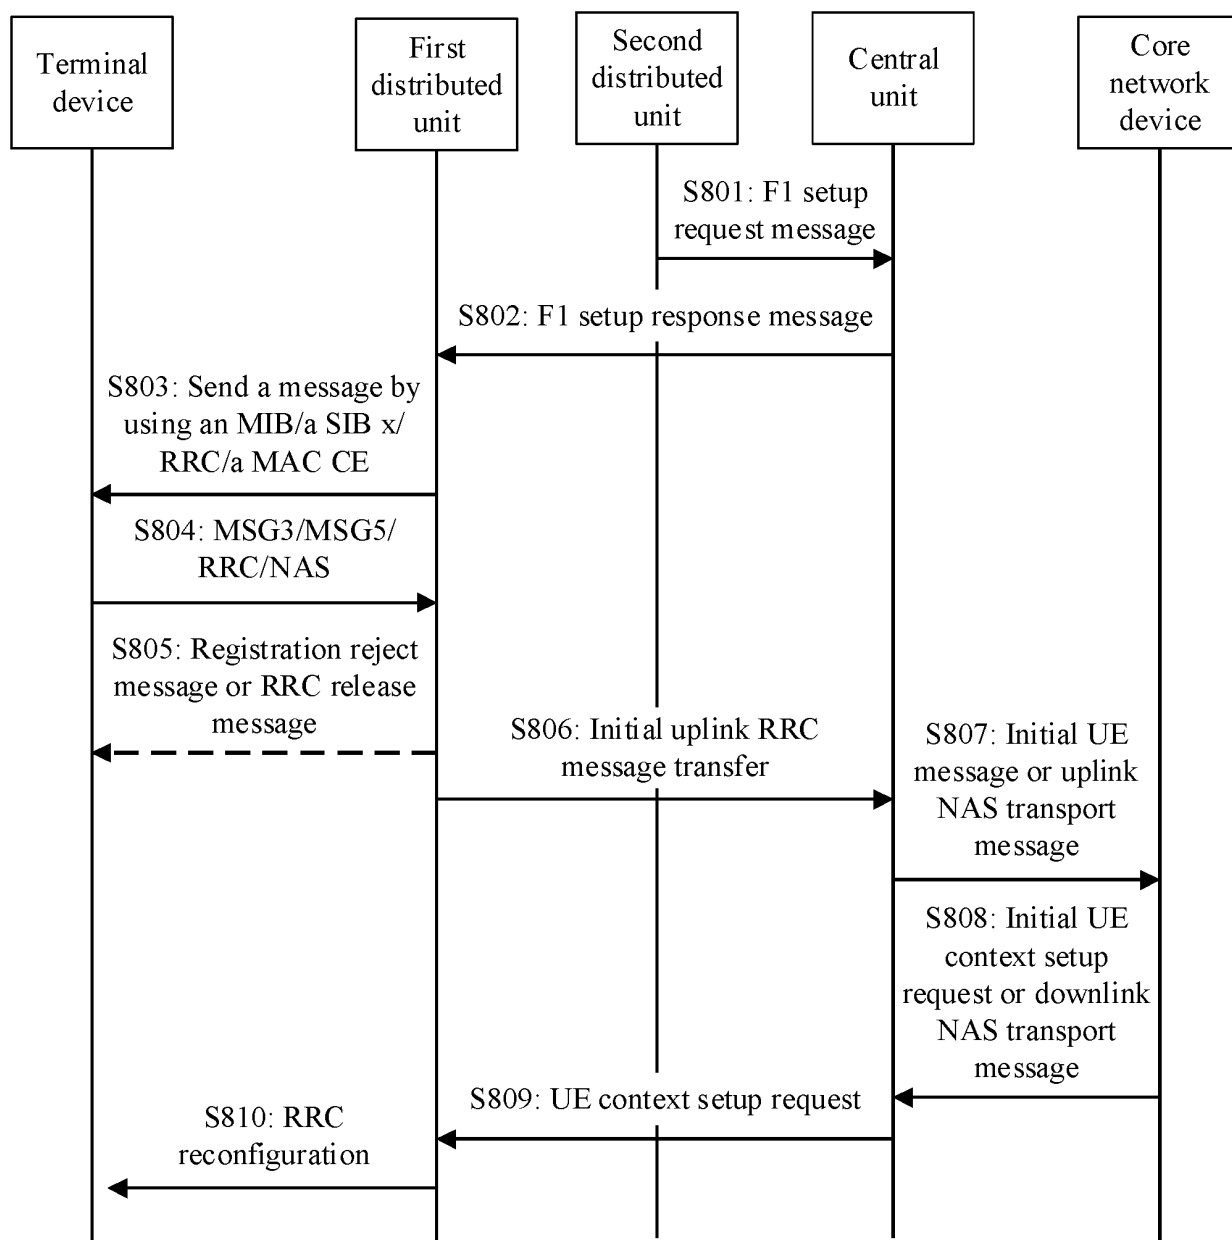 Terminal
device
First
distributed
unit
Second
distributed
unit
Central
unit
Core
network
device
S801: F1 setup
request message
S802: F1 setup response message
S803: Send a message by
using an MIB/a SIB x/
RRC/a MAC CE
S804: MSG3/MSG5/
RRC/NAS
S805: Registration reject
message or RRC release
message
S806: Initial uplink RRC
message transfer
S807: Initial UE
message or uplink
NAS transport
message
S808: Initial UE
context setup
request or downlink
NAS transport
message
S809: UE context setup request
S810: RRC
reconfiguration